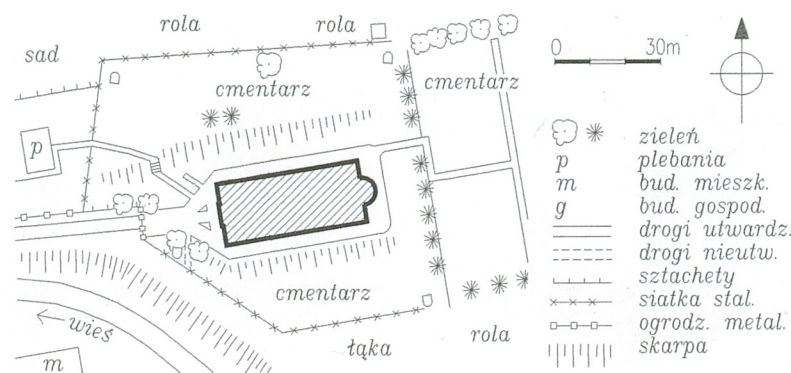 rola
rola
sad
cmentarz
cmentarz
p
cmentarz
wieś
m
łąka
rola
0 30m
zieleń
p plebania
m bud. mieszk.
g bud. gospod.
drogi utwardz.
drogi nieutw.
sztachety
siatka stal.
ogrodz. metal.
skarpa